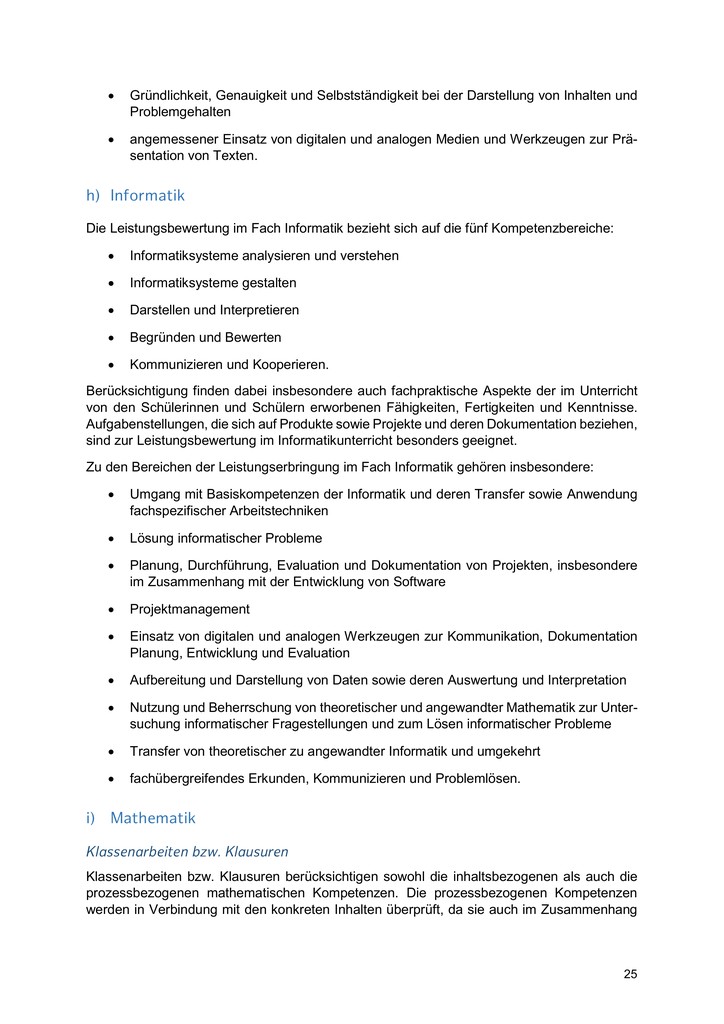 • Gründlichkeit, Genauigkeit und Selbstständigkeit bei der Darstellung von Inhalten und
Problemgehalten
• angemessener Einsatz von digitalen und analogen Medien und Werkzeugen zur Prä-
sentation von Texten.
h) Informatik
Die Leistungsbewertung im Fach Informatik bezieht sich auf die fünf Kompetenzbereiche:
• Informatiksysteme analysieren und verstehen
• Informatiksysteme gestalten
• Darstellen und Interpretieren
• Begründen und Bewerten
• Kommunizieren und Kooperieren.
Berücksichtigung finden dabei insbesondere auch fachpraktische Aspekte der im Unterricht
von den Schülerinnen und Schülern erworbenen Fähigkeiten, Fertigkeiten und Kenntnisse.
Aufgabenstellungen, die sich auf Produkte sowie Projekte und deren Dokumentation beziehen,
sind zur Leistungsbewertung im Informatikunterricht besonders geeignet.
Zu den Bereichen der Leistungserbringung im Fach Informatik gehören insbesondere:
• Umgang mit Basiskompetenzen der Informatik und deren Transfer sowie Anwendung
fachspezifischer Arbeitstechniken
• Lösung informatischer Probleme
• Planung, Durchführung, Evaluation und Dokumentation von Projekten, insbesondere
im Zusammenhang mit der Entwicklung von Software
• Projektmanagement
• Einsatz von digitalen und analogen Werkzeugen zur Kommunikation, Dokumentation
Planung, Entwicklung und Evaluation
• Aufbereitung und Darstellung von Daten sowie deren Auswertung und Interpretation
• Nutzung und Beherrschung von theoretischer und angewandter Mathematik zur Unter-
suchung informatischer Fragestellungen und zum Lösen informatischer Probleme
• Transfer von theoretischer zu angewandter Informatik und umgekehrt
• fachübergreifendes Erkunden, Kommunizieren und Problemlösen.
i) Mathematik
Klassenarbeiten bzw. Klausuren
Klassenarbeiten bzw. Klausuren berücksichtigen sowohl die inhaltsbezogenen als auch die
prozessbezogenen mathematischen Kompetenzen. Die prozessbezogenen Kompetenzen
werden in Verbindung mit den konkreten Inhalten überprüft, da sie auch im Zusammenhang
25